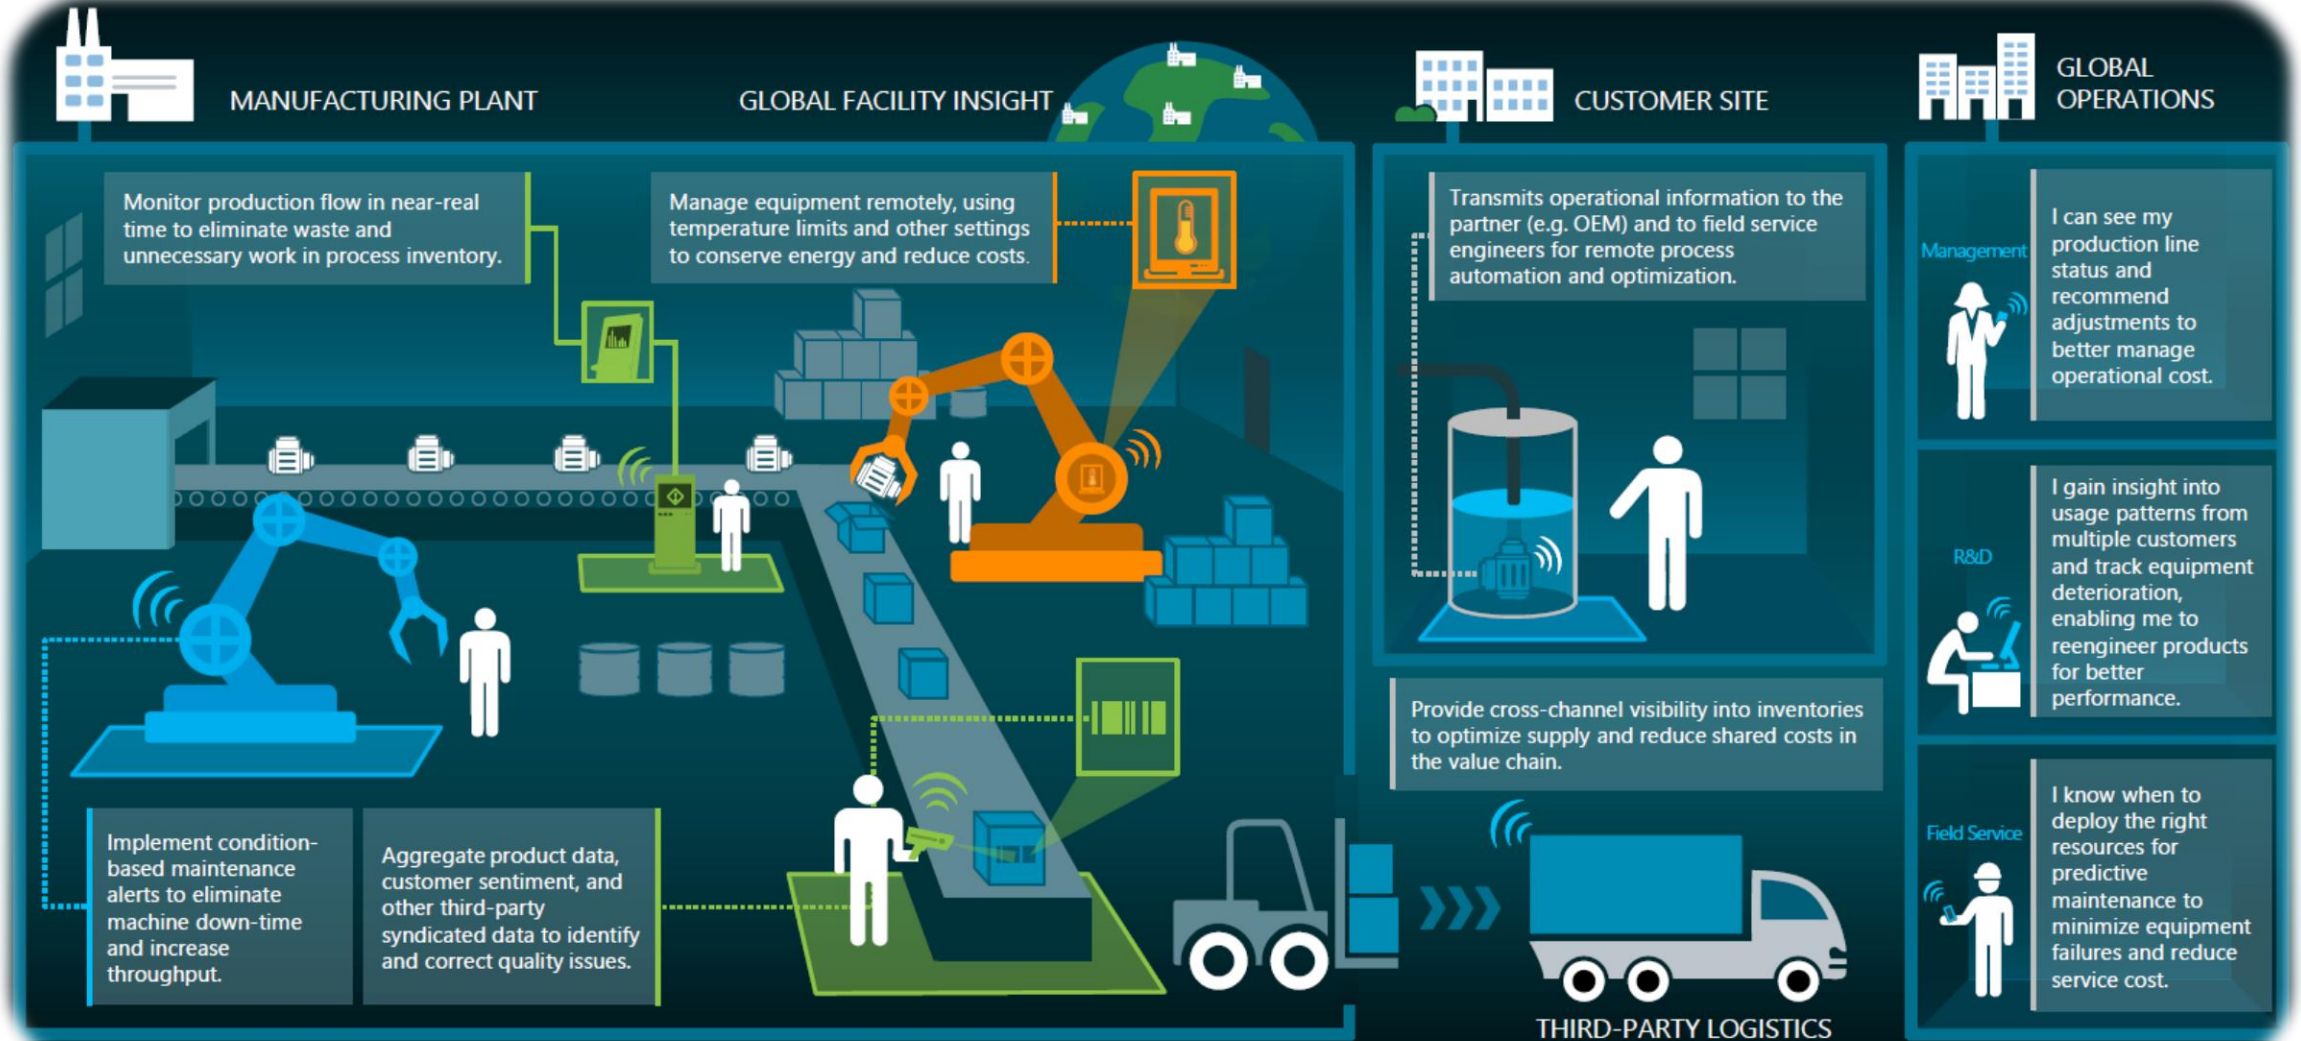 MANUFACTURING PLANT
Monitor production flow in near-real
time to eliminate waste and
unnecessary work in process inventory.
GLOBAL FACILITY INSIGHT
Manage equipment remotely, using
temperature limits and other settings
to conserve energy and reduce costs.
Implement condition-
based maintenance
alerts to eliminate
machine down-time
and increase
throughput.
Aggregate product data,
customer sentiment, and
other third-party
syndicated data to identify
and correct quality issues.
CUSTOMER SITE
Transmits operational information to the
partner (e.g. OEM) and to field service
engineers for remote process
automation and optimization.
Provide cross-channel visibility into inventories
to optimize supply and reduce shared costs in
the value chain.
THIRD-PARTY LOGISTICS
GLOBAL
OPERATIONS
Management
I can see my
production line
status and
recommend
adjustments to
better manage
operational cost.
R&D
I gain insight into
usage patterns from
multiple customers
and track equipment
deterioration,
enabling me to
reengineer products
for better
performance.
Field Service
I know when to
deploy the right
resources for
predictive
maintenance to
minimize equipment
failures and reduce
service cost.